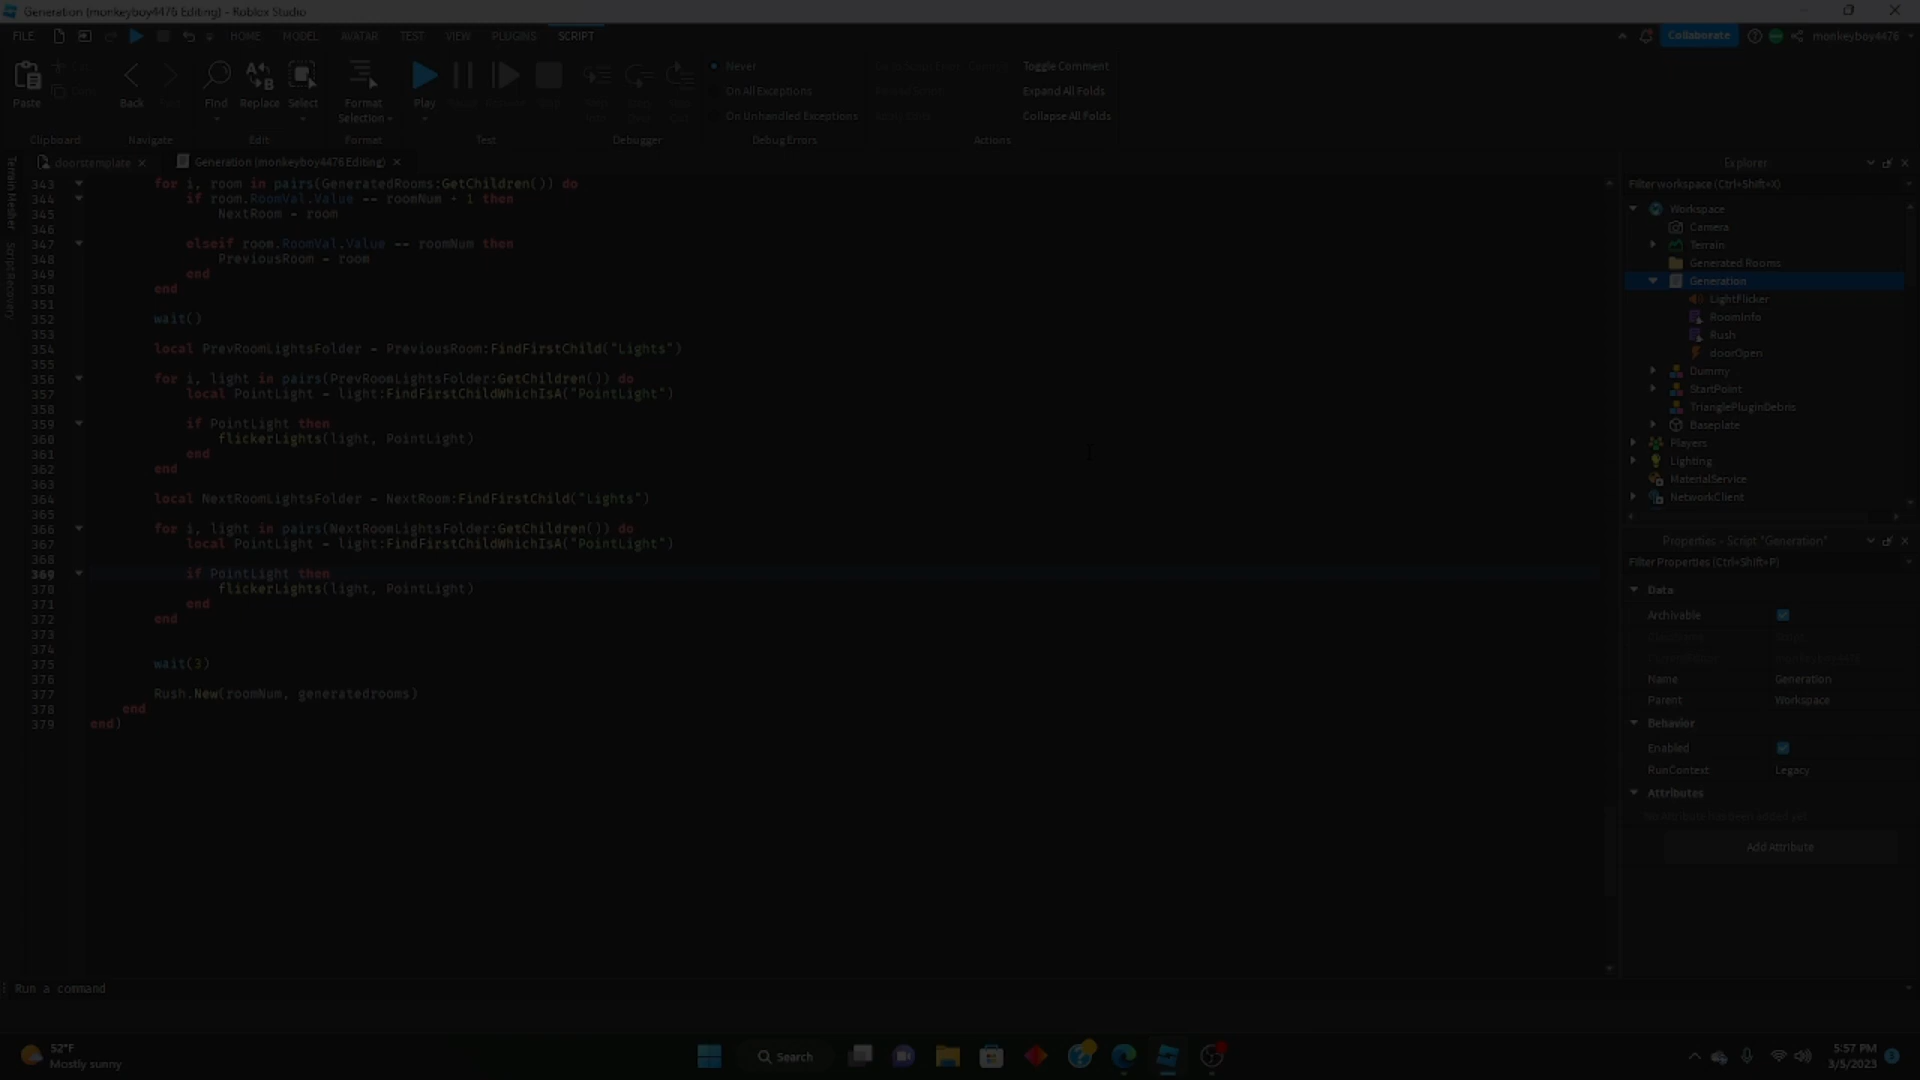 Generation (monkeyboy4476 Editing) - Roblox Studio
FILE HOME MODEL AVATAR TEST VIEW PLUGINS SCRIPT Collaborate monkeyboy4476
Paste Back Find Replace Select Format Selection Play
Never
On All Exceptions
On Unhandled Exceptions
Toggle Comment
Expand All Folds
Collapse All Folds
Clipboard Navigate Edit Format Test Debugger Debug Errors Actions
Terrain Mesher
ScriptRecovery
doorstemplate Generation (monkeyboy4476 Editing)
343 for i, room in pairs(GeneratedRooms:GetChildren()) do
344 if room.RoomVal.Value == roomNum + 1 then
345 NextRoom = room
346
347 elseif room.RoomVal.Value == roomNum then
348 PreviousRoom = room
349 end
350 end
351
352 wait()
353
354 local PrevRoomLightsFolder = PreviousRoom:FindFirstChild("Lights")
355
356 for i, light in pairs(PrevRoomLightsFolder:GetChildren()) do
357 local PointLight = light:FindFirstChildWhichIsA("PointLight")
358
359 if PointLight then
360 flickerLights(light, PointLight)
361 end
362 end
363
364 local NextRoomLightsFolder = NextRoom:FindFirstChild("Lights")
365
366 for i, light in pairs(NextRoomLightsFolder:GetChildren()) do
367 local PointLight = light:FindFirstChildWhichIsA("PointLight")
368
369 if PointLight then
370 flickerLights(light, PointLight)
371 end
372 end
373
374
375 wait(3)
376
377 Rush.New(roomNum, generatedrooms)
378 end
379 end)
Explorer
Filter workspace (Ctrl+Shift+X)
Workspace
Camera
Terrain
Generated Rooms
Generation
LightFlicker
RoomInfo
Rush
doorOpen
Dummy
StartPoint
TrianglePluginDebris
Baseplate
Players
Lighting
MaterialService
NetworkClient
Properties - Script "Generation"
Filter Properties (Ctrl+Shift+P)
Data
Archivable
Name Generation
Parent Workspace
Behavior
Enabled
RunContext Legacy
Attributes
No Attribute has been added yet
Add Attribute
Run a command
52°F
Mostly sunny
Search
5:57 PM
3/5/2023